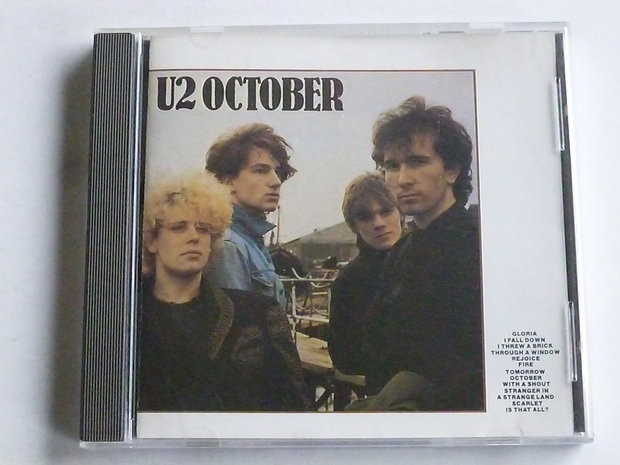 U2 OCTOBER
GLORIA
I FALL DOWN
I THREW A BRICK
THROUGH A WINDOW
REJOICE
FIRE
TOMORROW
OCTOBER
WITH A SHOUT
STRANGER IN
A STRANGE LAND
SCARLET
IS THAT ALL?